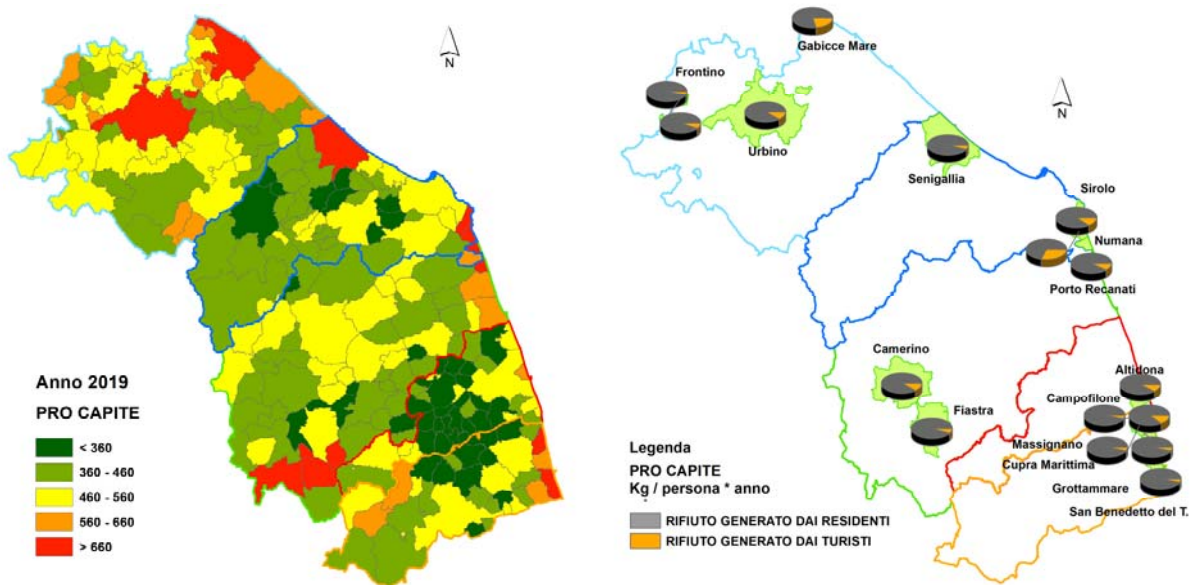 N
Anno 2019
PRO CAPITE
< 360
360 - 460
460 - 560
560 - 660
> 660
Gabicce Mare
Frontino
N
Urbino
Senigallia
Sirolo
Numana
Porto Recanati
Camerino
Altidona
Campofilone
Fiastra
Massignano
Cupra Marittima
Grottammare
San Benedetto del T.
Legenda
PRO CAPITE
Kg / persona * anno
RIFIUTO GENERATO DAI RESIDENTI
RIFIUTO GENERATO DAI TURISTI